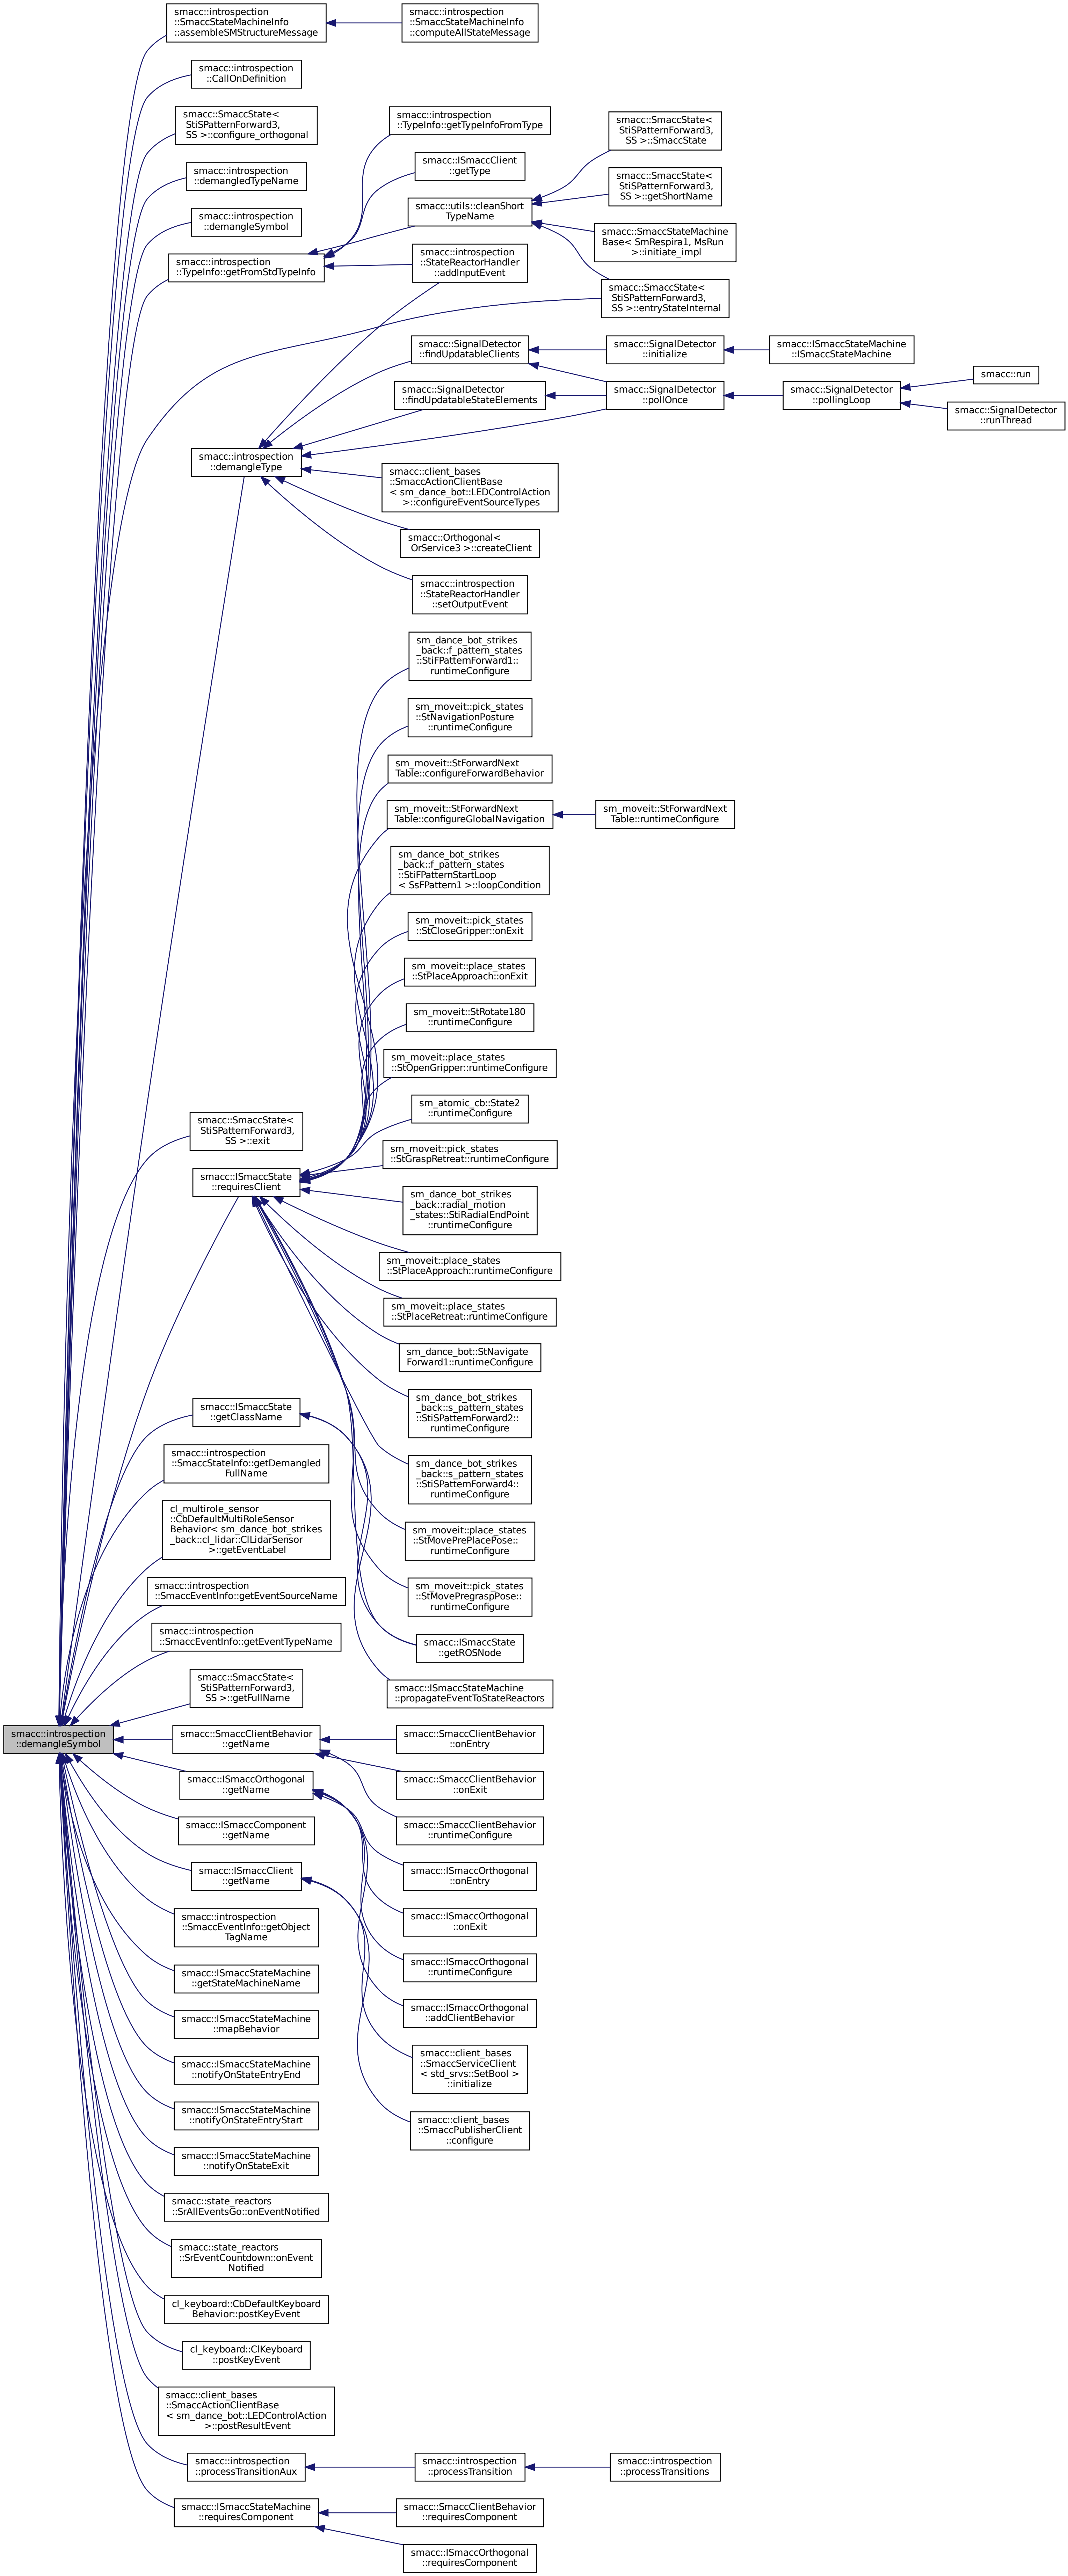 smacc::introspection
::SmaccStateMachineInfo
::assembleSMStructureMessage
smacc::introspection
::SmaccStateMachineInfo
::computeAllStateMessage
smacc::introspection
::CallOnDefinition
smacc::SmaccState<
StiSPatternForward3,
SS >::configure_orthogonal
smacc::introspection
::demangledTypeName
smacc::introspection
::demangleSymbol
smacc::introspection
::TypeInfo::getFromStdTypeInfo
smacc::introspection
::TypeInfo::getTypeInfoFromType
smacc::ISmaccClient
::getType
smacc::utils::cleanShort
TypeName
smacc::introspection
::StateReactorHandler
::addInputEvent
smacc::SmaccState<
StiSPatternForward3,
SS >::SmaccState
smacc::SmaccState<
StiSPatternForward3,
SS >::getShortName
smacc::SmaccStateMachine
Base< SmRespira1, MsRun
>::initiate_impl
smacc::SmaccState<
StiSPatternForward3,
SS >::entryStateInternal
smacc::SignalDetector
::findUpdatableClients
smacc::SignalDetector
::initialize
smacc::ISmaccStateMachine
::ISmaccStateMachine
smacc::SignalDetector
::findUpdatableStateElements
smacc::SignalDetector
::pollOnce
smacc::SignalDetector
::pollingLoop
smacc::run
smacc::SignalDetector
::runThread
smacc::introspection
::demangleType
smacc::client_bases
::SmaccActionClientBase
< sm_dance_bot::LEDControlAction
>::configureEventSourceTypes
smacc::Orthogonal<
OrService3 >::createClient
smacc::introspection
::StateReactorHandler
::setOutputEvent
sm_dance_bot_strikes
_back::f_pattern_states
::StiFPatternForward1::
runtimeConfigure
sm_moveit::pick_states
::StNavigationPosture
::runtimeConfigure
sm_moveit::StForwardNext
Table::configureForwardBehavior
sm_moveit::StForwardNext
Table::configureGlobalNavigation
sm_moveit::StForwardNext
Table::runtimeConfigure
sm_dance_bot_strikes
_back::f_pattern_states
::StiFPatternStartLoop
< SsFPattern1 >::loopCondition
sm_moveit::pick_states
::StCloseGripper::onExit
sm_moveit::place_states
::StPlaceApproach::onExit
sm_moveit::StRotate180
::runtimeConfigure
sm_moveit::place_states
::StOpenGripper::runtimeConfigure
sm_atomic_cb::State2
::runtimeConfigure
smacc::SmaccState<
StiSPatternForward3,
SS >::exit
sm_moveit::pick_states
::StGraspRetreat::runtimeConfigure
smacc::ISmaccState
::requiresClient
sm_dance_bot_strikes
_back::radial_motion
_states::StiRadialEndPoint
::runtimeConfigure
sm_moveit::place_states
::StPlaceApproach::runtimeConfigure
sm_moveit::place_states
::StPlaceRetreat::runtimeConfigure
sm_dance_bot::StNavigate
Forward1::runtimeConfigure
sm_dance_bot_strikes
_back::s_pattern_states
::StiSPatternForward2::
runtimeConfigure
smacc::ISmaccState
::getClassName
smacc::introspection
::SmaccStateInfo::getDemangled
FullName
sm_dance_bot_strikes
_back::s_pattern_states
::StiSPatternForward4::
runtimeConfigure
cl_multirole_sensor
::CbDefaultMultiRoleSensor
Behavior< sm_dance_bot_strikes
_back::cl_lidar::ClLidarSensor
>::getEventLabel
sm_moveit::place_states
::StMovePrePlacePose::
runtimeConfigure
smacc::introspection
::SmaccEventInfo::getEventSourceName
sm_moveit::pick_states
::StMovePregraspPose::
runtimeConfigure
smacc::introspection
::SmaccEventInfo::getEventTypeName
smacc::ISmaccState
::getROSNode
smacc::SmaccState<
StiSPatternForward3,
SS >::getFullName
smacc::ISmaccStateMachine
::propagateEventToStateReactors
smacc::introspection
::demangleSymbol
smacc::SmaccClientBehavior
::getName
smacc::SmaccClientBehavior
::onEntry
smacc::ISmaccOrthogonal
::getName
smacc::SmaccClientBehavior
::onExit
smacc::ISmaccComponent
::getName
smacc::SmaccClientBehavior
::runtimeConfigure
smacc::ISmaccClient
::getName
smacc::ISmaccOrthogonal
::onEntry
smacc::introspection
::SmaccEventInfo::getObject
TagName
smacc::ISmaccOrthogonal
::onExit
smacc::ISmaccStateMachine
::getStateMachineName
smacc::ISmaccOrthogonal
::runtimeConfigure
smacc::ISmaccStateMachine
::mapBehavior
smacc::ISmaccOrthogonal
::addClientBehavior
smacc::ISmaccStateMachine
::notifyOnStateEntryEnd
smacc::client_bases
::SmaccServiceClient
< std_srvs::SetBool >
::initialize
smacc::ISmaccStateMachine
::notifyOnStateEntryStart
smacc::client_bases
::SmaccPublisherClient
::configure
smacc::ISmaccStateMachine
::notifyOnStateExit
smacc::state_reactors
::SrAllEventsGo::onEventNotified
smacc::state_reactors
::SrEventCountdown::onEvent
Notified
cl_keyboard::CbDefaultKeyboard
Behavior::postKeyEvent
cl_keyboard::ClKeyboard
::postKeyEvent
smacc::client_bases
::SmaccActionClientBase
< sm_dance_bot::LEDControlAction
>::postResultEvent
smacc::introspection
::processTransitionAux
smacc::introspection
::processTransition
smacc::introspection
::processTransitions
smacc::ISmaccStateMachine
::requiresComponent
smacc::SmaccClientBehavior
::requiresComponent
smacc::ISmaccOrthogonal
::requiresComponent